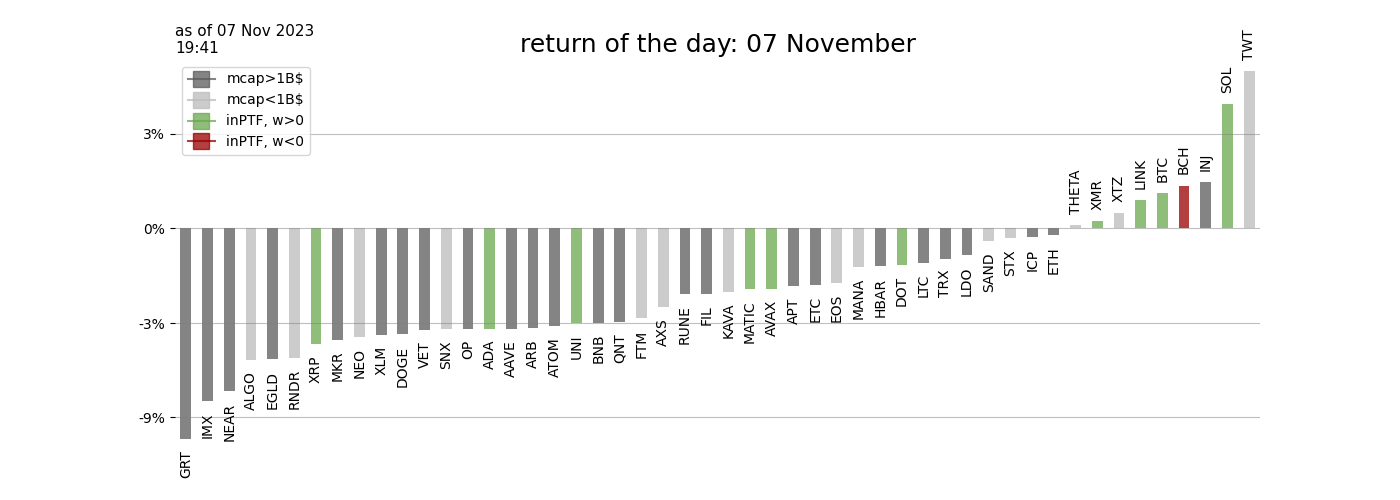 as of 07 Nov 2023
19:41
return of the day: 07 November
mcap>1B$
mcap<1B$
inPTF, w>0
inPTF, w<0
3%
0%
-3%
-9%
GRT
IMX
NEAR
ALGO
EGLD
RNDR
XRP
MKR
NEO
XLM
DOGE
VET
SNX
OP
ADA
AAVE
ARB
ATOM
UNI
BNB
QNT
FTM
AXS
RUNE
FIL
KAVA
MATIC
AVAX
APT
ETC
EOS
MANA
HBAR
DOT
LTC
TRX
LDO
SAND
STX
ICP
ETH
THETA
XMR
XTZ
LINK
BTC
BCH
INJ
SOL
TWT